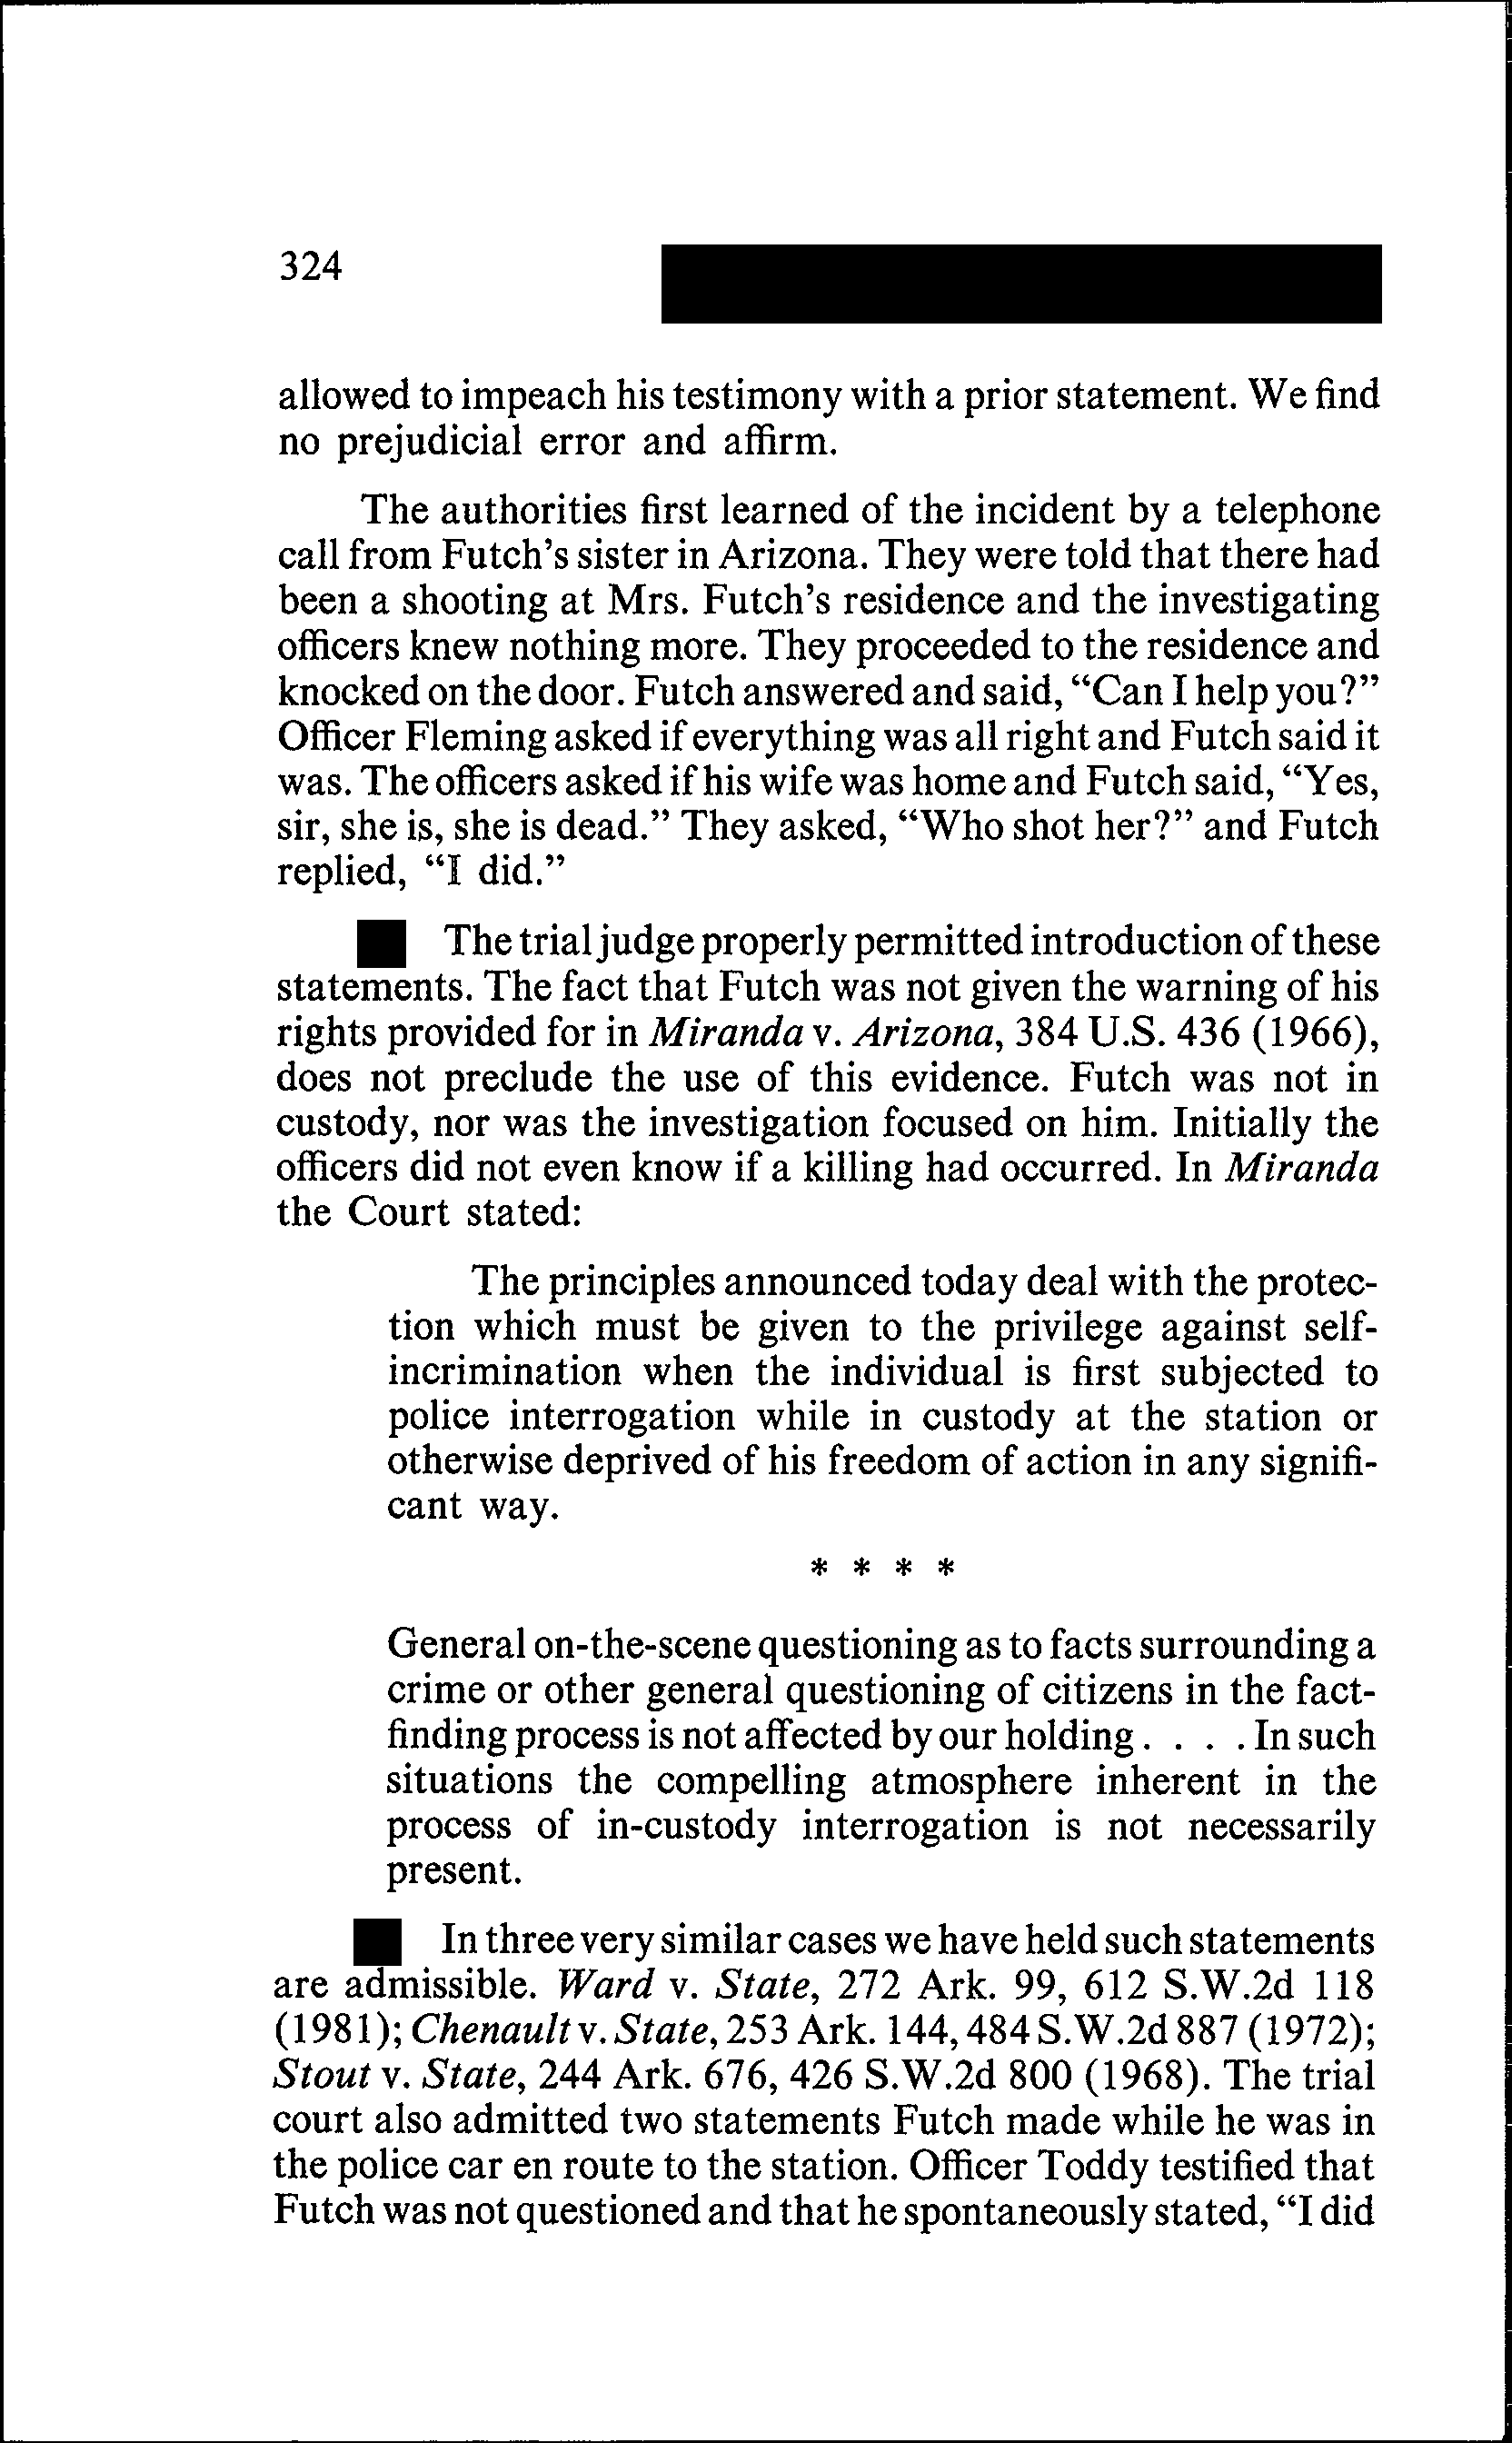 324
allowed to impeach his testimony with a prior statement. We find
no prejudicial error and affirm.
The authorities first learned of the incident by a telephone
call from Futch's sister in Arizona. They were told that there had
been a shooting at Mrs. Futch's residence and the investigating
officers knew nothing more. They proceeded to the residence and
knocked on the door. Futch answered and said, “Can I help you?”
Officer Fleming asked if everything was all right and Futch said it
was. The officers asked if his wife was home and Futch said, “Yes,
sir, she is, she is dead.” They asked, “Who shot her?” and Futch
replied, “I did.”
The trial judge properly permitted introduction of these
statements. The fact that Futch was not given the warning of his
rights provided for in Miranda v. Arizona, 384 U.S. 436 (1966),
does not preclude the use of this evidence. Futch was not in
custody, nor was the investigation focused on him. Initially the
officers did not even know if a killing had occurred. In Miranda
the Court stated:
The principles announced today deal with the protec-
tion which must be given to the privilege against self-
incrimination when the individual is first subjected to
police interrogation while in custody at the station or
otherwise deprived of his freedom of action in any signifi-
cant way.
* * * *
General on-the-scene questioning as to facts surrounding a
crime or other general questioning of citizens in the fact-
finding process is not affected by our holding . . . . In such
situations the compelling atmosphere inherent in the
process of in-custody interrogation is not necessarily
present.
In three very similar cases we have held such statements
are admissible. Ward v. State, 272 Ark. 99, 612 S.W.2d 118
(1981); Chenault v. State, 253 Ark. 144, 484 S.W.2d 887 (1972);
Stout v. State, 244 Ark. 676, 426 S.W.2d 800 (1968). The trial
court also admitted two statements Futch made while he was in
the police car en route to the station. Officer Toddy testified that
Futch was not questioned and that he spontaneously stated, “I did